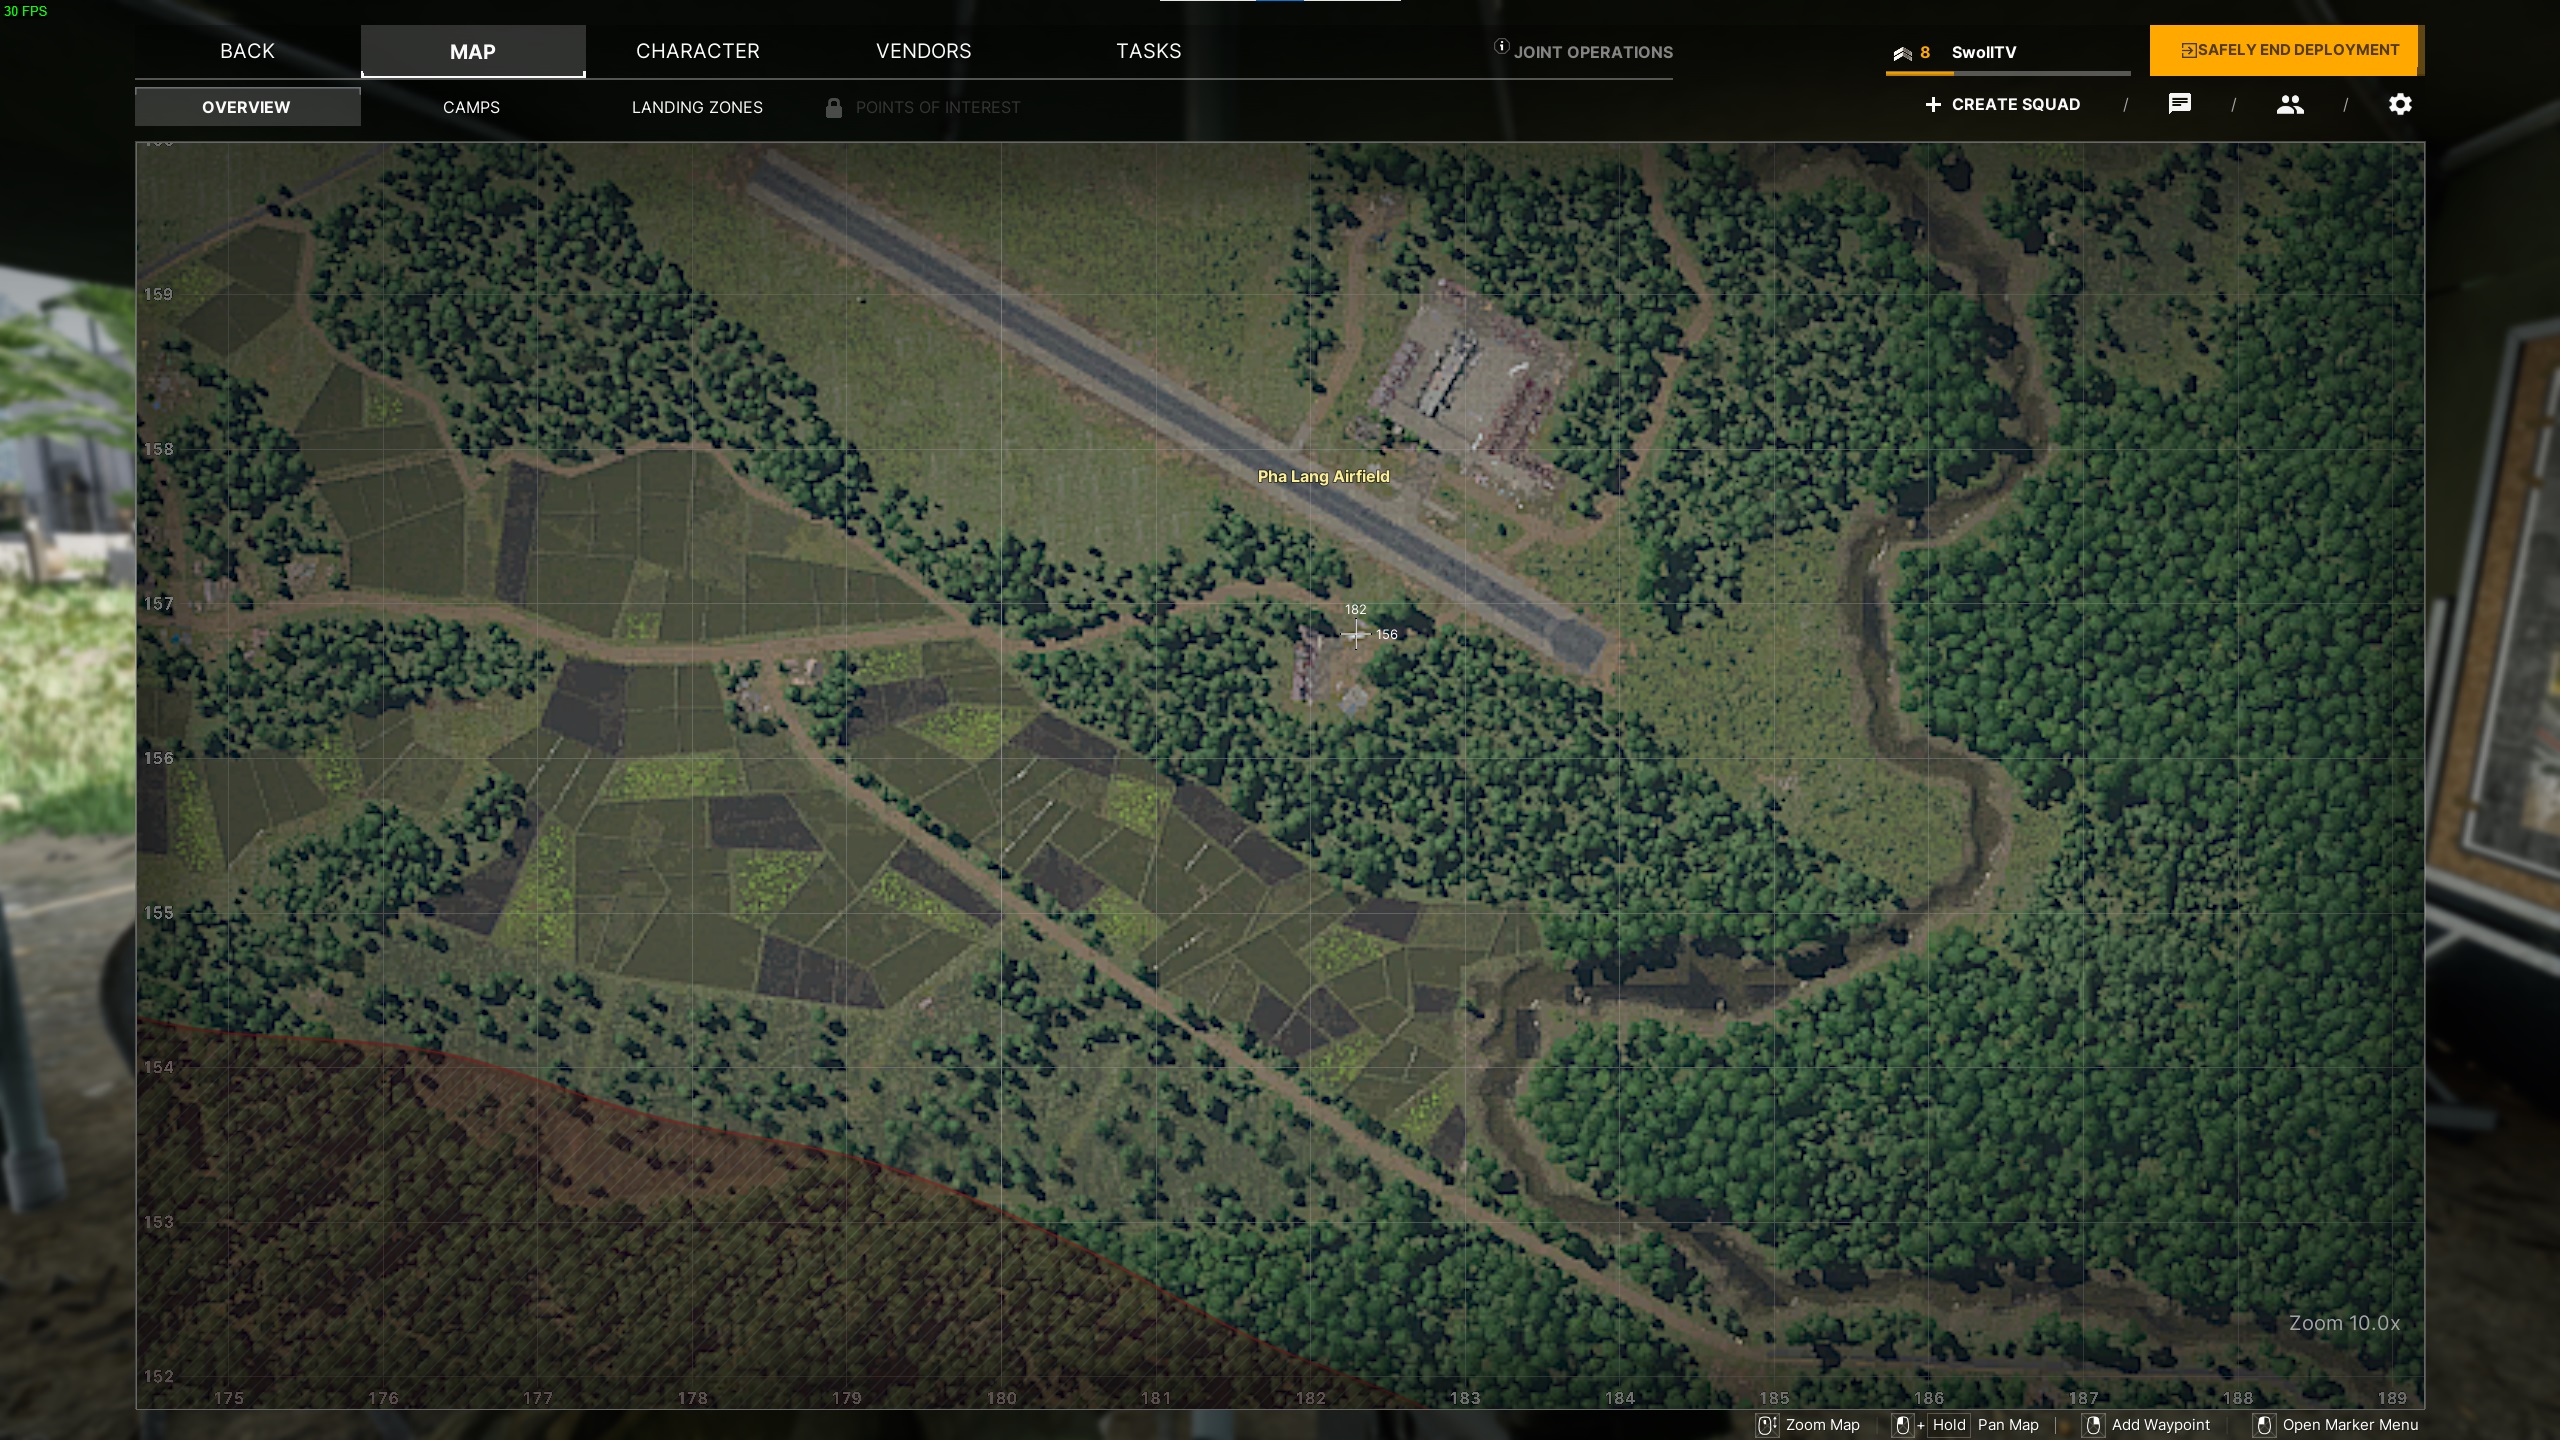 30 FPS
BACK
MAP
CHARACTER
VENDORS
TASKS
JOINT OPERATIONS
8 SwollTV
SAFELY END DEPLOYMENT
OVERVIEW
CAMPS
LANDING ZONES
POINTS OF INTEREST
+ CREATE SQUAD / / /
159
158
Pha Lang Airfield
157
182
156
156
155
154
153
Zoom 10.0x
152
175 176 177 178 179 180 181 182 183 184 185 186 187 188 189
Zoom Map | + Hold Pan Map | Add Waypoint Open Marker Menu